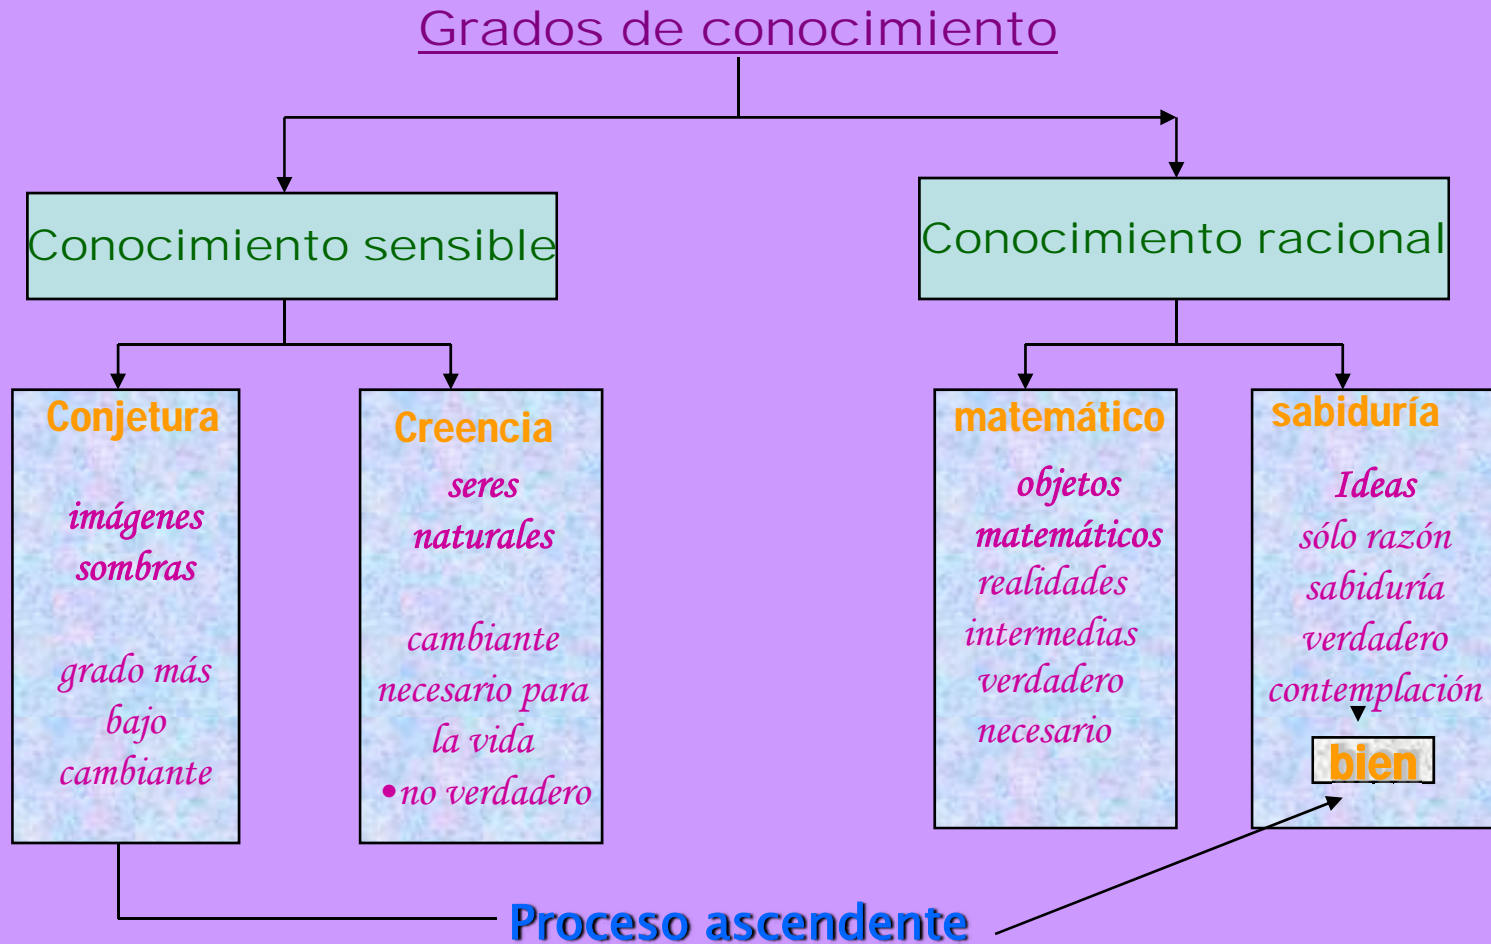 Grados de conocimiento
Conocimiento sensible
Conocimiento racional
Conjetura
imágenes
sombras
grado más
bajo
cambiante
Creencia
seres
naturales
cambiante
necesario para
la vida
•no verdadero
matemático
objetos
matemáticos
realidades
intermedias
verdadero
necesario
sabiduría
Ideas
sólo razón
sabiduría
verdadero
contemplación
bien
Proceso ascendente